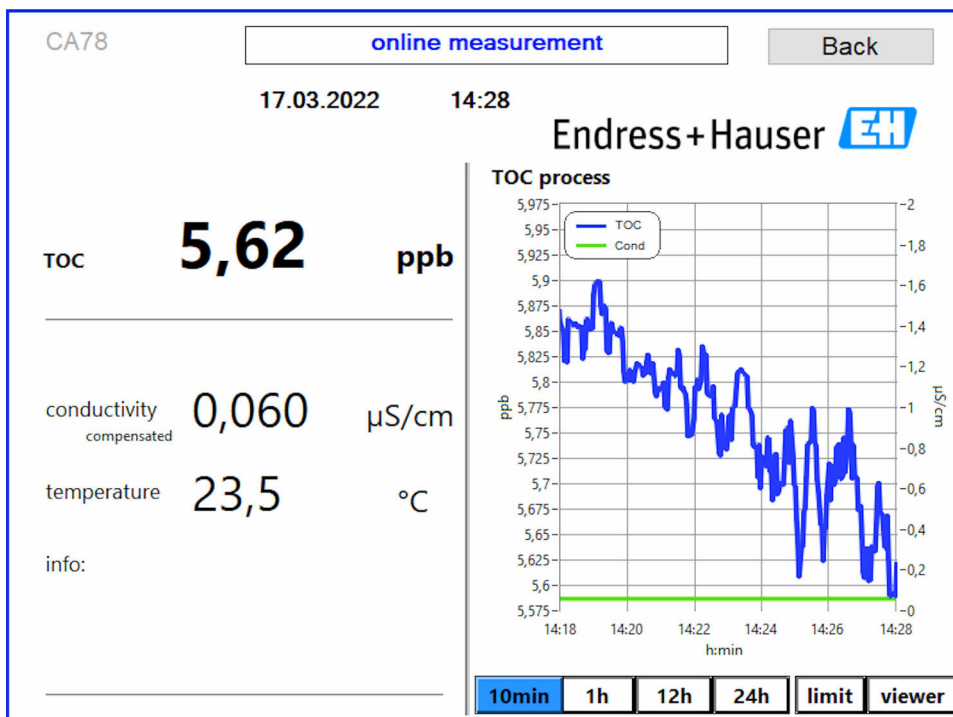 CA78
online measurement
Back
17.03.2022 14:28
Endress+Hauser EH
TOC 5,62 ppb
conductivity compensated 0,060 µS/cm
temperature 23,5 °C
info:
TOC process
TOC
Cond
5,975
5,95
5,925
5,9
5,875
5,85
5,825
5,8
5,775
5,75
5,725
5,7
5,675
5,65
5,625
5,6
5,575
ppb
2
1,8
1,6
1,4
1,2
1
0,8
0,6
0,4
0,2
0
µS/cm
14:18 14:20 14:22 14:24 14:26 14:28
h:min
10min 1h 12h 24h limit viewer